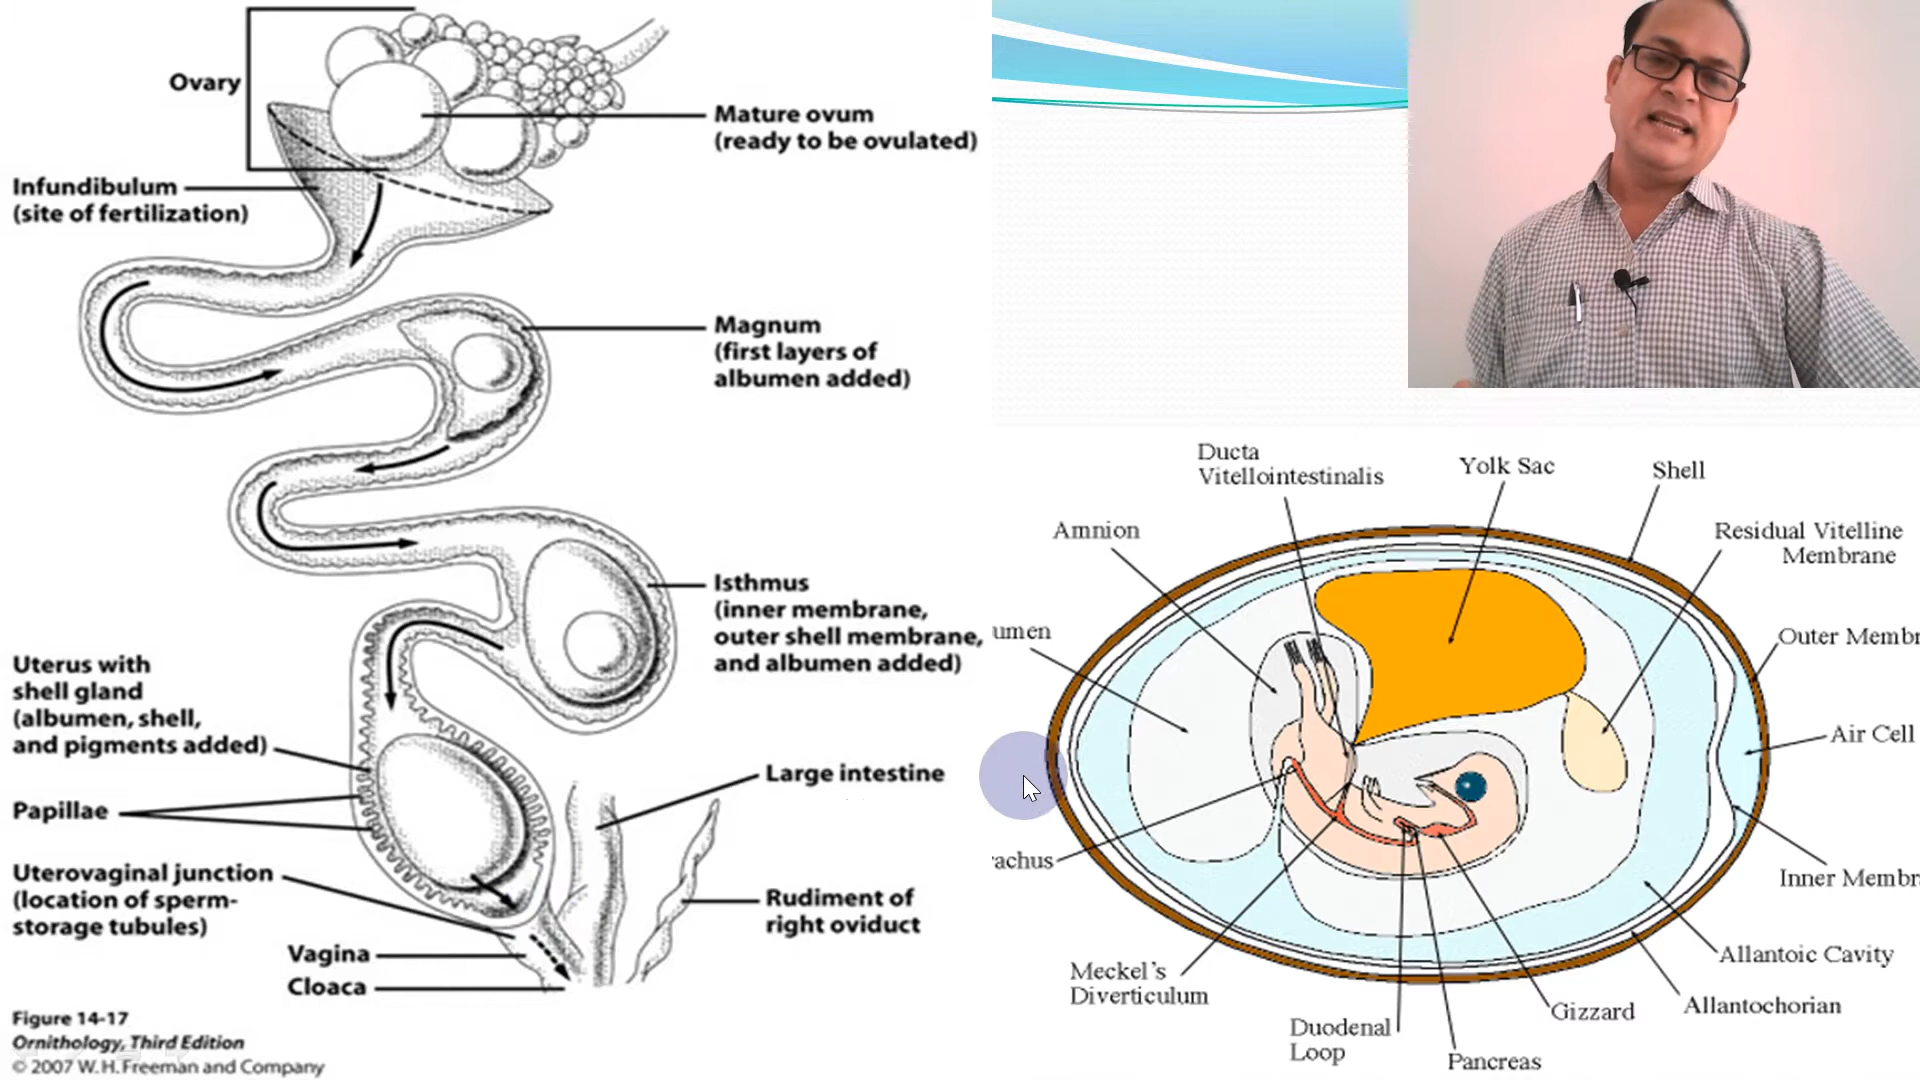 Ovary
Mature ovum
(ready to be ovulated)
Infundibulum
(site of fertilization)
Magnum
(first layers of
albumen added)
Isthmus
(inner membrane,
outer shell membrane,
and albumen added)
Uterus with
shell gland
(albumen, shell,
and pigments added)
Papillae
Large intestine
Uterovaginal junction
(location of sperm-
storage tubules)
Rudiment of
right oviduct
Vagina
Cloaca
Figure 14-17
Ornithology, Third Edition
© 2007 W. H. Freeman and Company
Ducta
Vitellointestinalis
Yolk Sac
Shell
Amnion
Residual Vitelline
Membrane
umen
Outer Membr
Air Cell
achus
Inner Membr
Meckel's
Diverticulum
Allantoic Cavity
Allantochorian
Gizzard
Duodenal
Loop
Pancreas